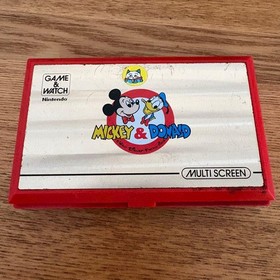 GAME &
WATCH
Nintendo
MICKEY & DONALD
MULTI SCREEN